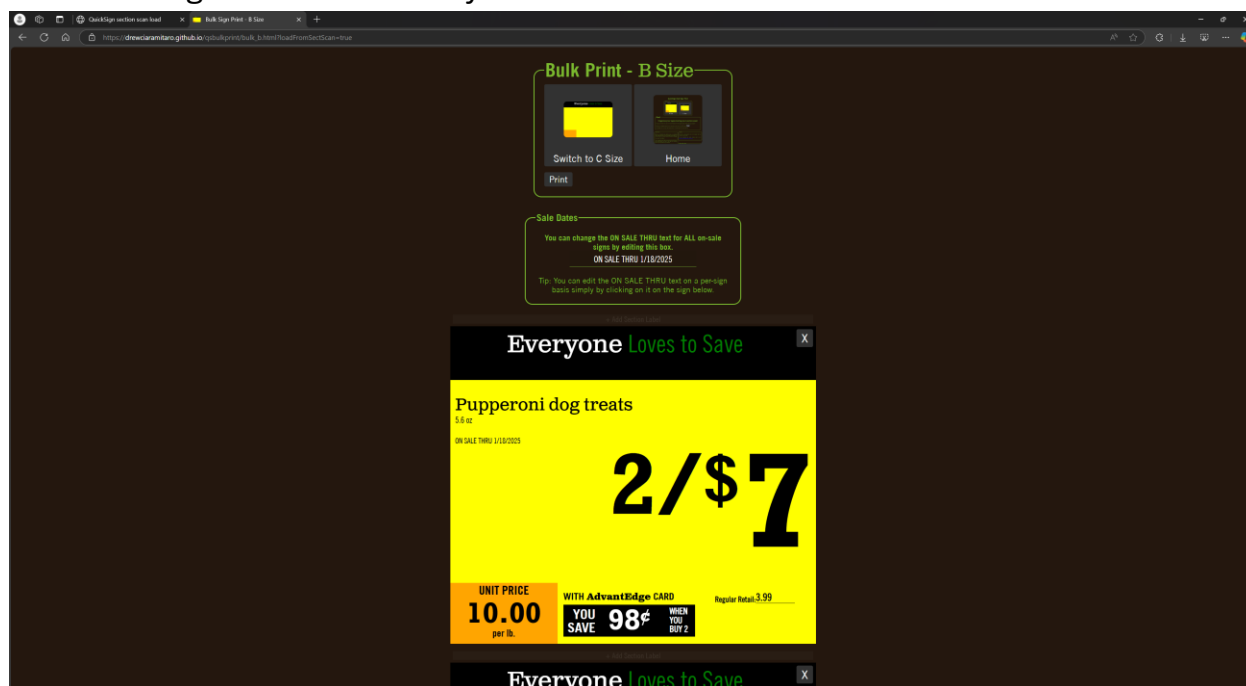 QuickSign section scan load
Bulk Sign Print - B Size
https://drewciaramitaro.github.io/qsbulkprint/bulk_b.html?loadFromSectScan=true
Bulk Print - B Size
Switch to C Size
Home
Print
Sale Dates
You can change the ON SALE THRU text for ALL on-sale
signs by editing this box.
ON SALE THRU 1/18/2025
Tip: You can edit the ON SALE THRU text on a per-sign
basis simply by clicking on it on the sign below.
Everyone Loves to Save
X
Pupperoni dog treats
5.6 oz
ON SALE THRU 1/18/2025
2/$7
UNIT PRICE
10.00
per lb.
WITH AdvantEdge CARD
YOU SAVE 98¢ WHEN YOU BUY 2
Regular Retail: 3.99
Everyone Loves to Save
X